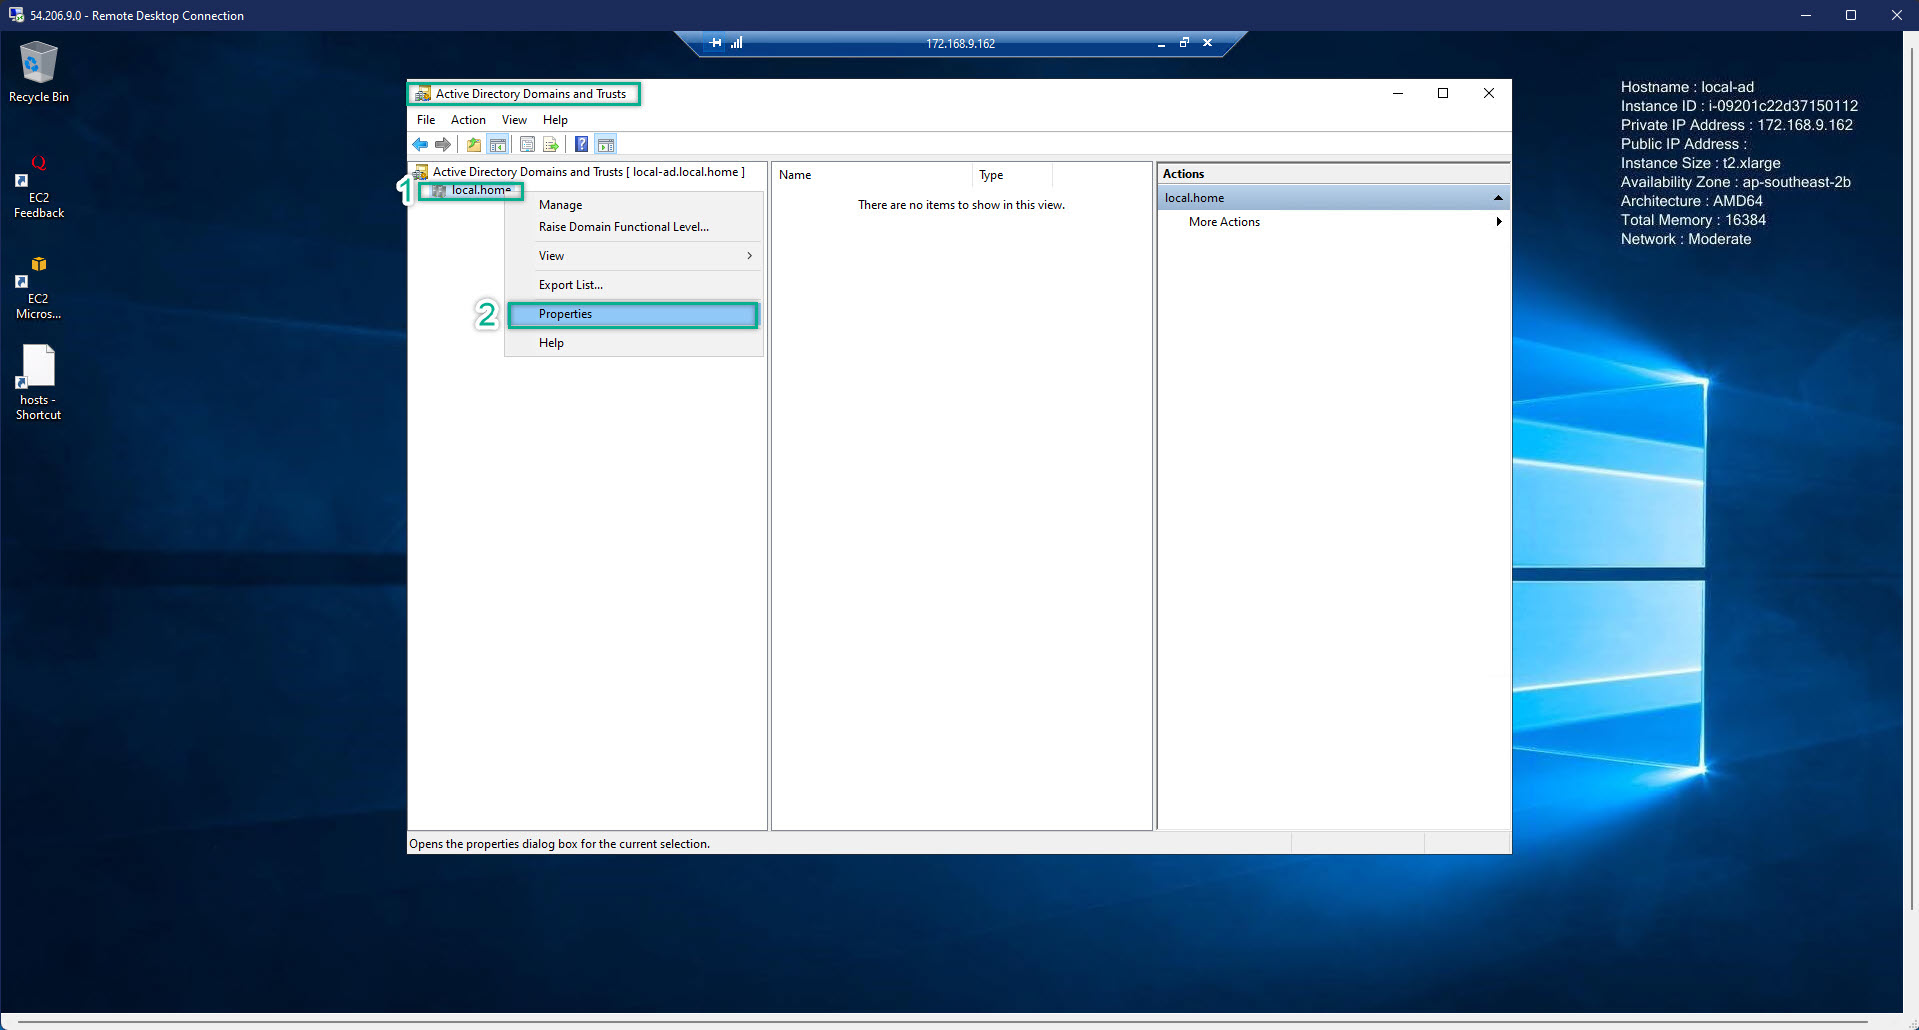 54.206.9.0 - Remote Desktop Connection
172.168.9.162
Recycle Bin
EC2
Feedback
EC2
Micros...
hosts -
Shortcut
Active Directory Domains and Trusts
File Action View Help
Active Directory Domains and Trusts [ local-ad.local.home ]
1
local.home
Manage
Raise Domain Functional Level...
View
Export List...
2
Properties
Help
Name Type
There are no items to show in this view.
Actions
local.home
More Actions
Opens the properties dialog box for the current selection.
Hostname : local-ad
Instance ID : i-09201c22d37150112
Private IP Address : 172.168.9.162
Public IP Address :
Instance Size : t2.xlarge
Availability Zone : ap-southeast-2b
Architecture : AMD64
Total Memory : 16384
Network : Moderate